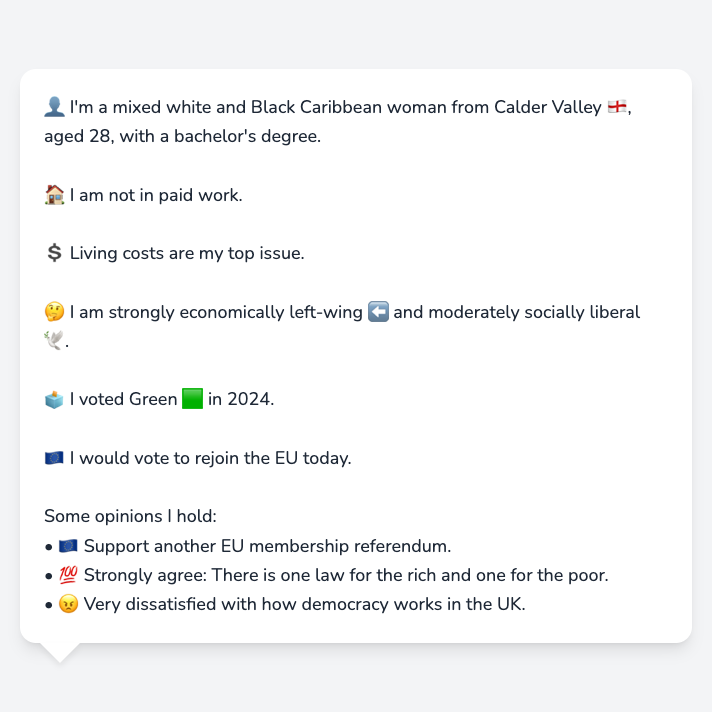 👤 I'm a mixed white and Black Caribbean woman from Calder Valley 🏴󠁧󠁢󠁥󠁮󠁧󠁿,
aged 28, with a bachelor's degree.
🏠 I am not in paid work.
💲 Living costs are my top issue.
🤔 I am strongly economically left-wing ⬅️ and moderately socially liberal
🕊️.
🗳️ I voted Green 🟩 in 2024.
🇪🇺 I would vote to rejoin the EU today.
Some opinions I hold:
• 🇪🇺 Support another EU membership referendum.
• 💯 Strongly agree: There is one law for the rich and one for the poor.
• 😠 Very dissatisfied with how democracy works in the UK.